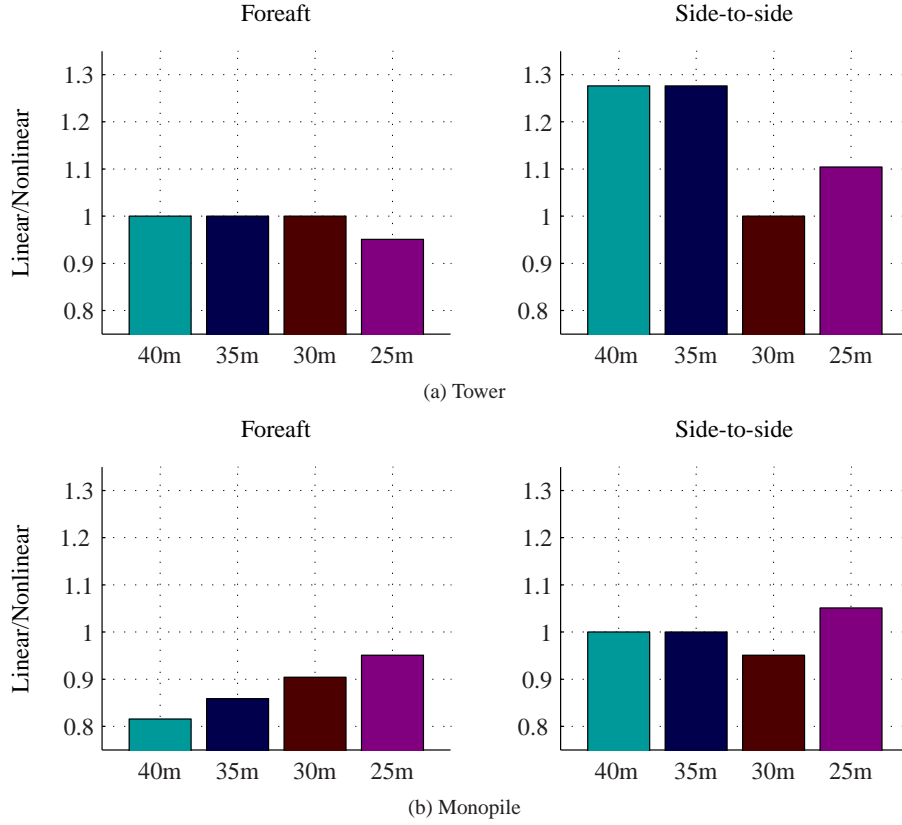 Foreaft
Side-to-side
Linear/Nonlinear
1.3
1.2
1.1
1
0.9
0.8
40m 35m 30m 25m
1.3
1.2
1.1
1
0.9
0.8
40m 35m 30m 25m
(a) Tower
Foreaft
Side-to-side
Linear/Nonlinear
1.3
1.2
1.1
1
0.9
0.8
40m 35m 30m 25m
1.3
1.2
1.1
1
0.9
0.8
40m 35m 30m 25m
(b) Monopile